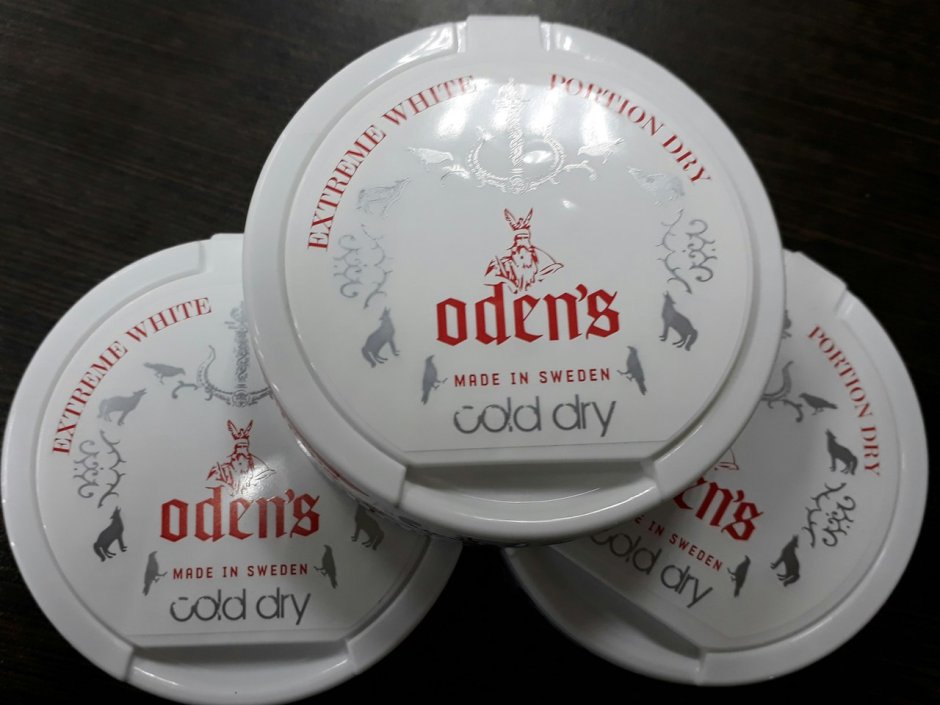 EXTREME WHITE PORTION DRY
oden's
MADE IN SWEDEN
cold dry
EXTREME WHITE
oden's
MADE IN SWEDEN
cold dry
PORTION DRY
en's
IN SWEDEN
cold dry